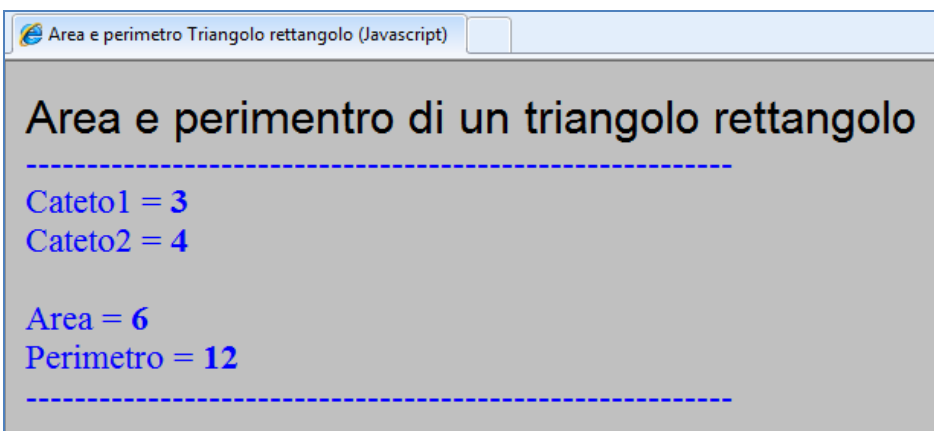 Area e perimetro Triangolo rettangolo (Javascript)
Area e perimentro di un triangolo rettangolo
---------------------------------------------------------
Cateto1 = 3
Cateto2 = 4
Area = 6
Perimetro = 12
---------------------------------------------------------